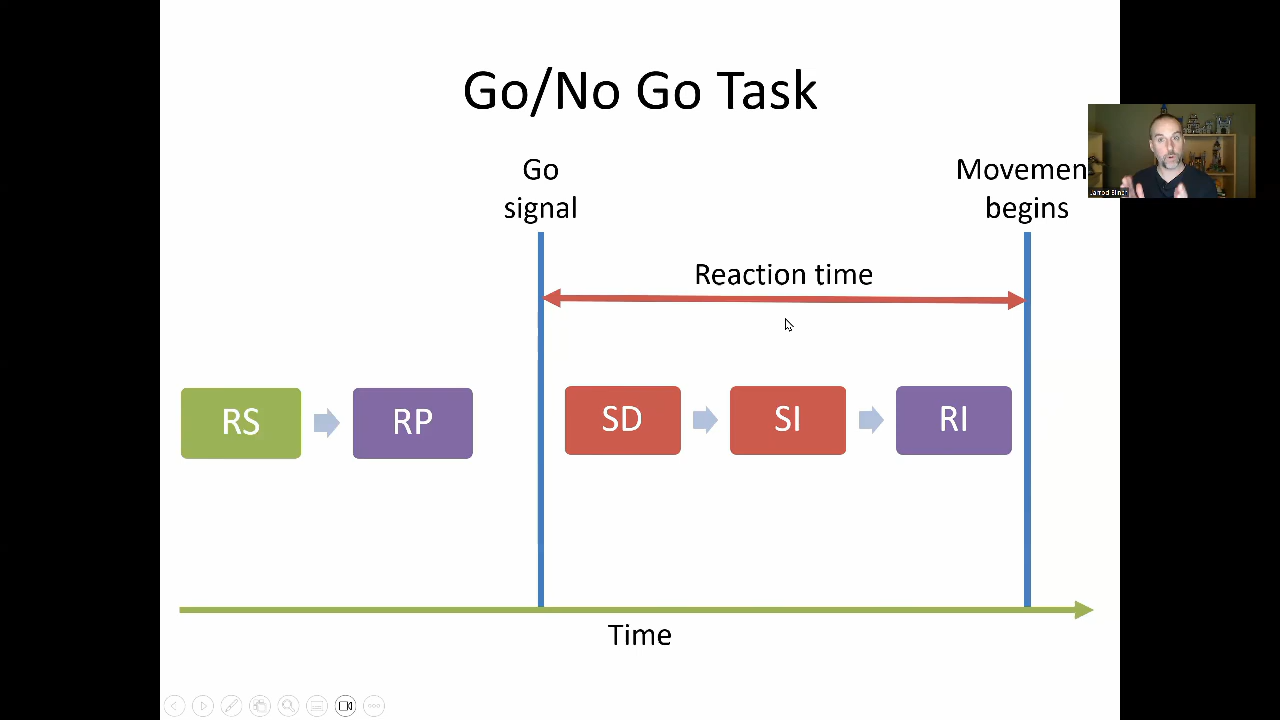 Go/No Go Task
Go
signal
Movemen
begins
Reaction time
RS
RP
SD
SI
RI
Time